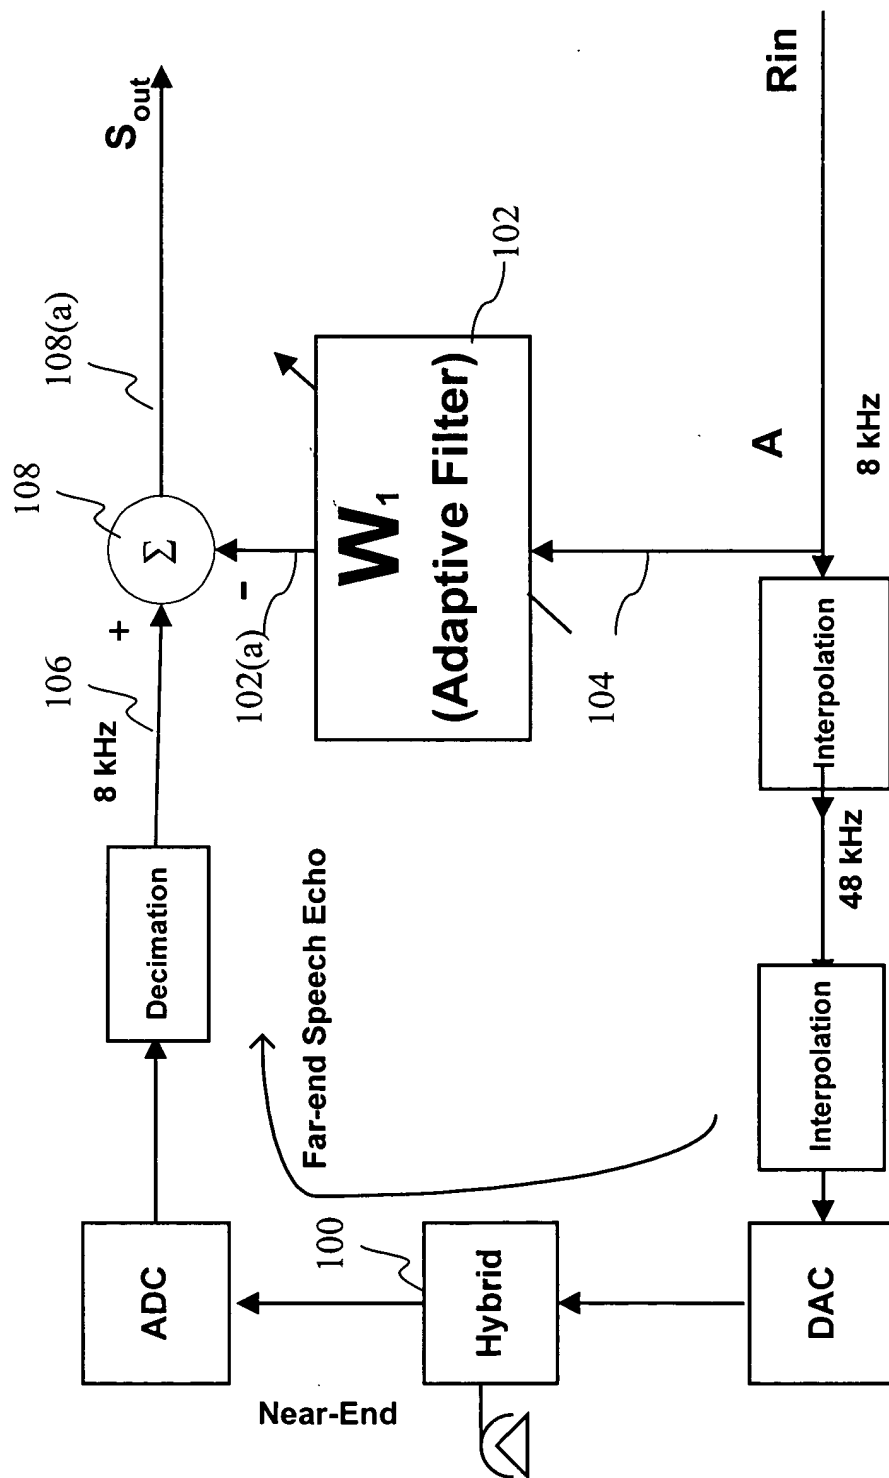 Near-End
ADC
100
Hybrid
DAC
Far-end Speech Echo
Decimation
8 kHz
106
+
108
Σ
108(a)
Sout
-
102(a)
W1
(Adaptive Filter)
102
104
A
Rin
8 kHz
Interpolation
48 kHz
Interpolation